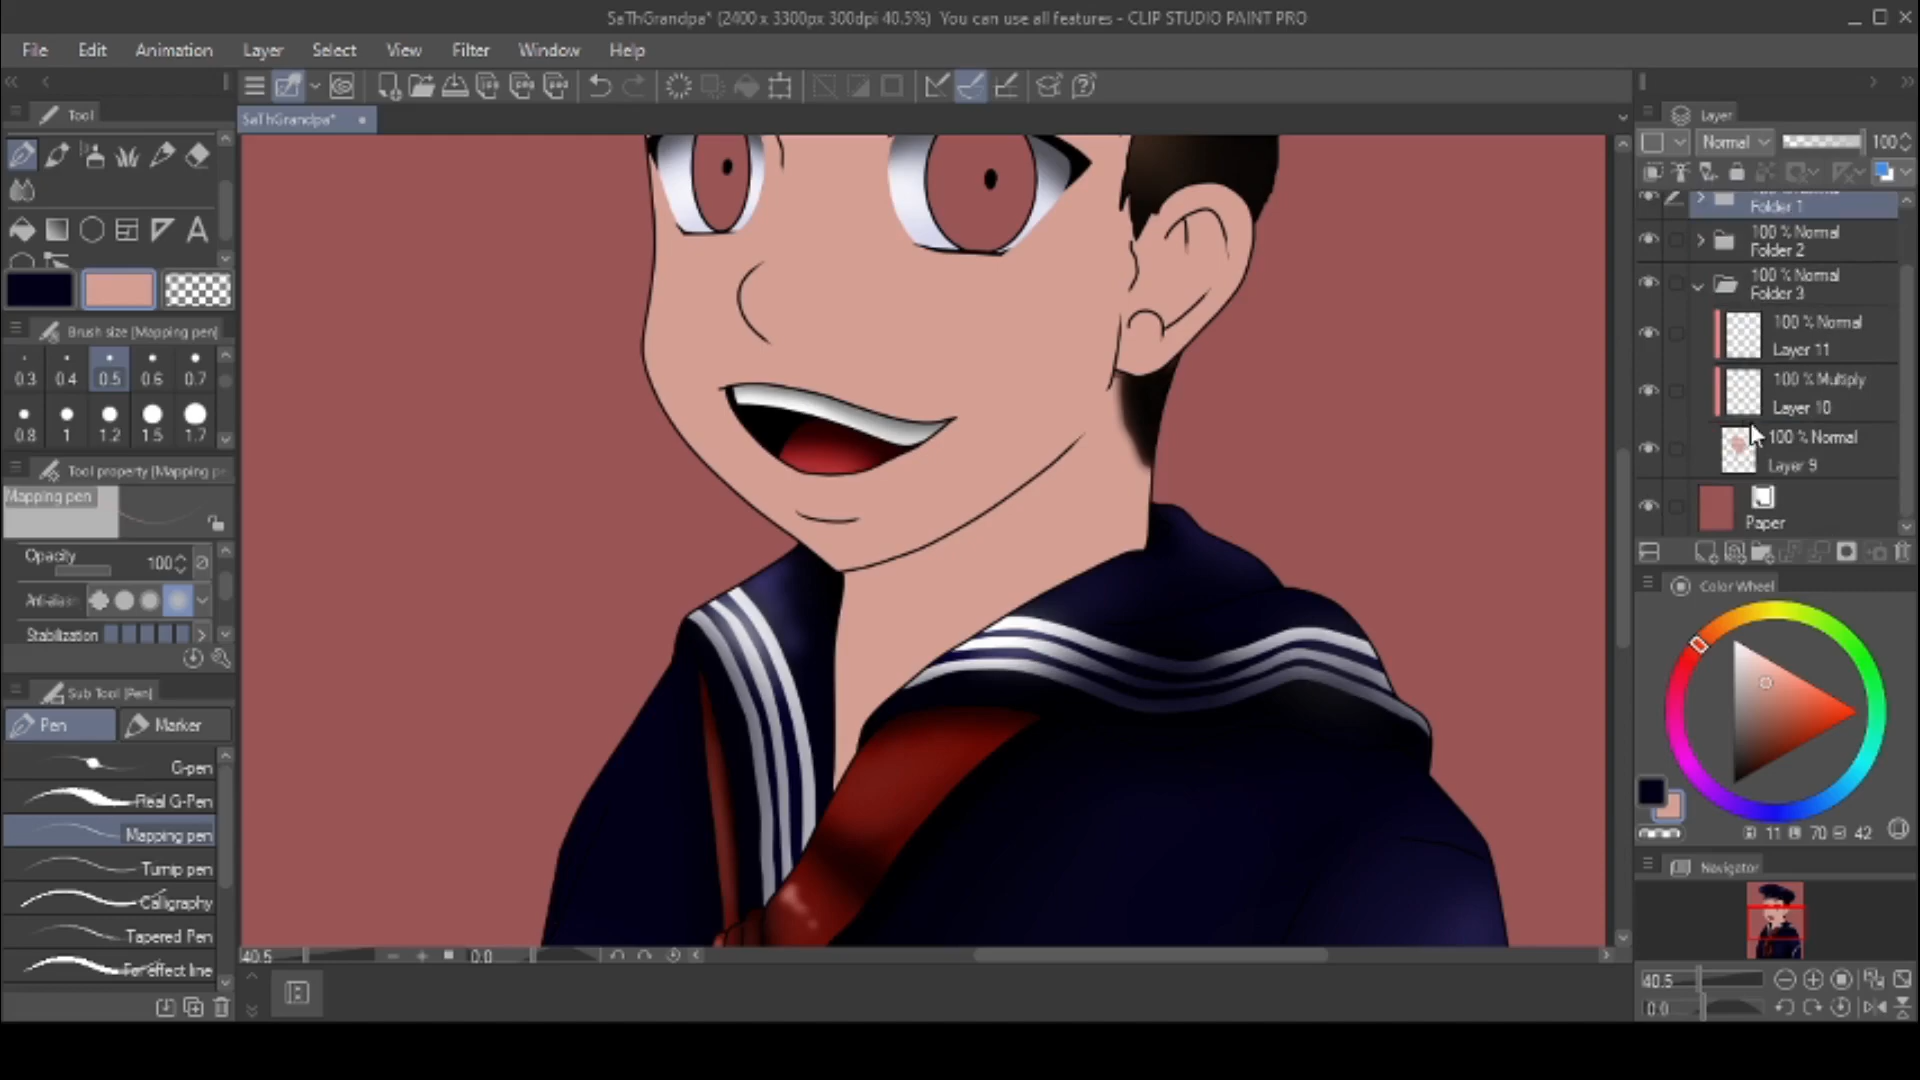 SaThGrandpa* (2400 x 3300px 300dpi 40.5%)  You can use all features - CLIP STUDIO PAINT PRO
File Edit Animation Layer Select View Filter Window Help
SaThGrandpa*
Tool
A
Brush size [Mapping pen]
0.3 0.4 0.5 0.6 0.7
0.8 1 1.2 1.5 1.7
Tool property [Mapping pe
Mapping pen
Opacity 100
Anti-alias
Stabilization
Sub Tool [Pen]
Pen Marker
G-pen
Real G-Pen
Mapping pen
Turnip pen
Calligraphy
Tapered Pen
For effect line
40.5 0.0
Layer
Normal 100
Folder 1
100 % Normal
Folder 2
100 % Normal
Folder 3
100 % Normal
Layer 11
100 % Multiply
Layer 10
100 % Normal
Layer 9
Paper
Color Wheel
11 70 42
Navigator
40.5
0.0